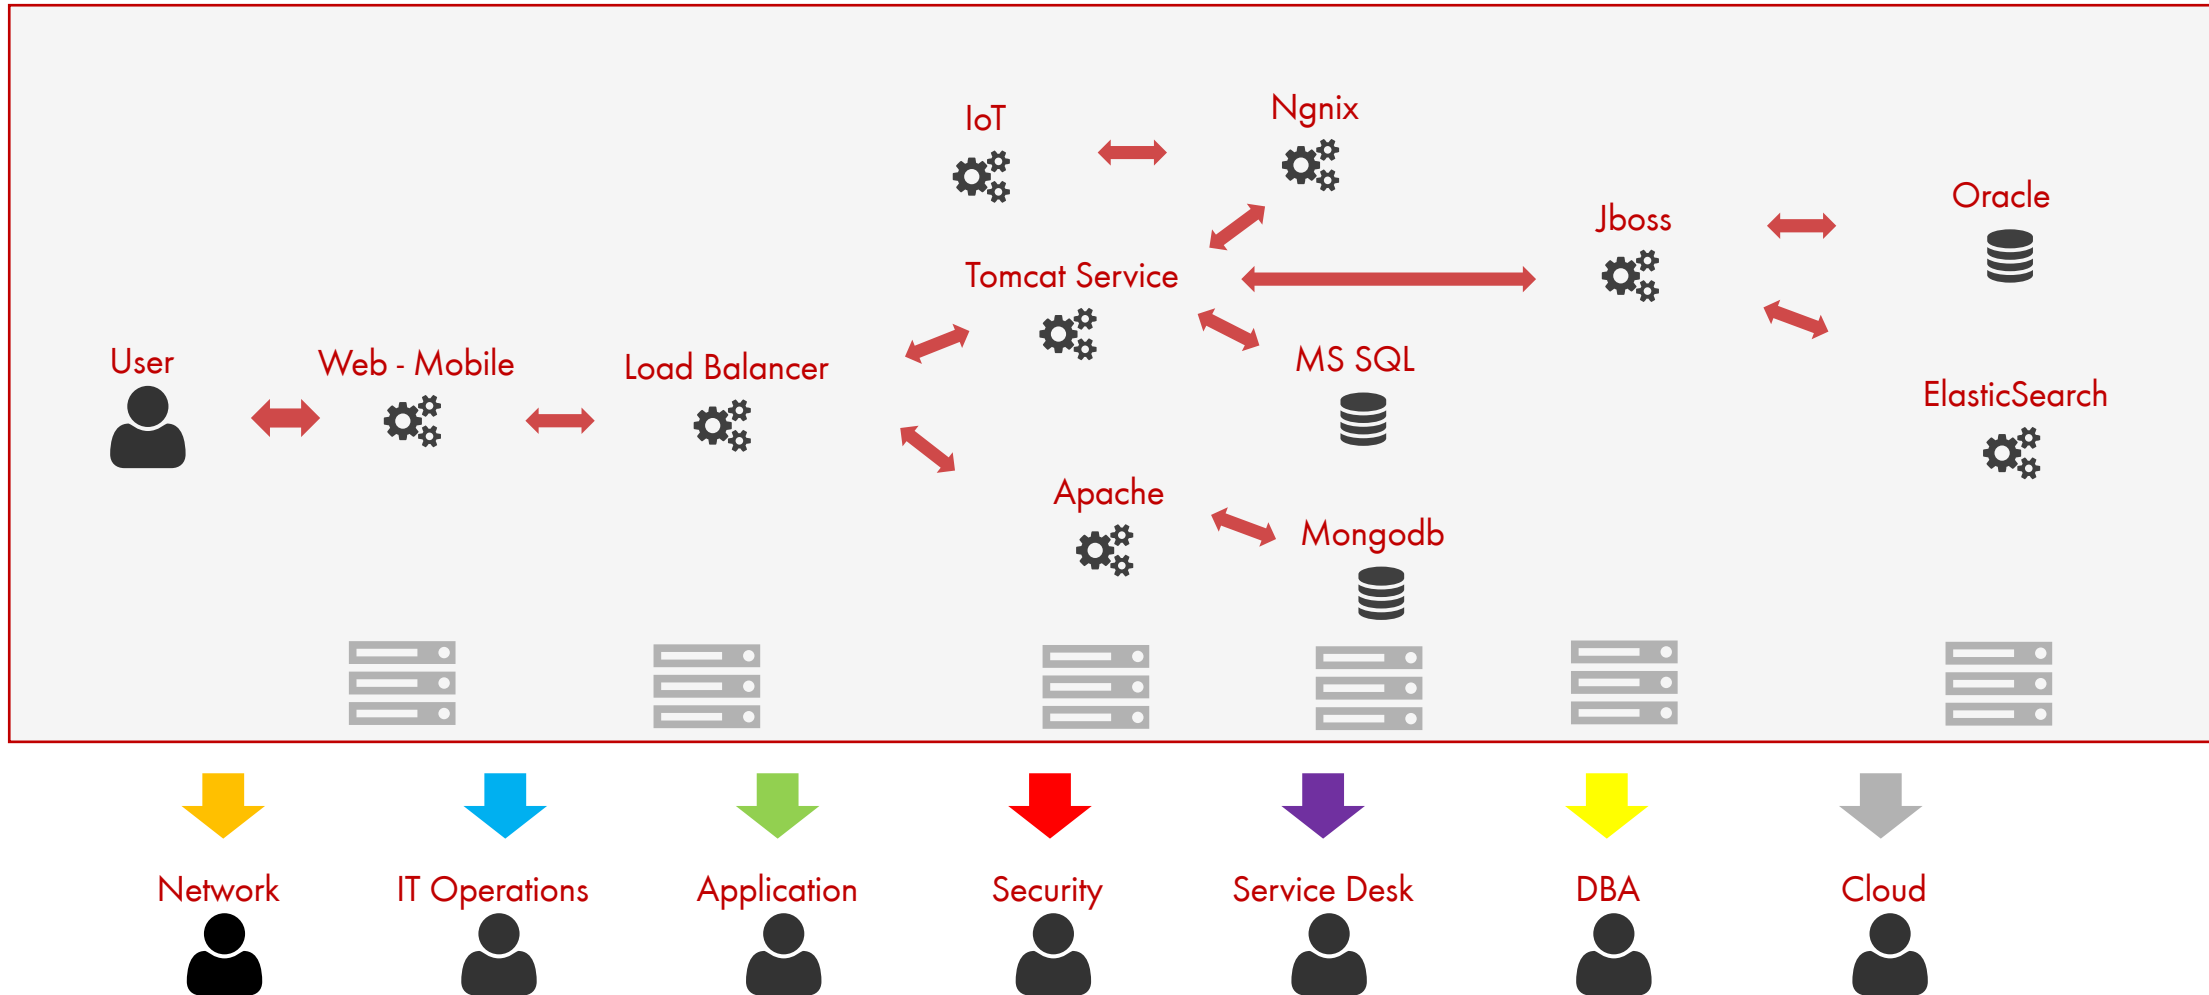 IoT
Ngnix
Oracle
Jboss
Tomcat Service
User
Web - Mobile
Load Balancer
MS SQL
ElasticSearch
Apache
Mongodb
Network
IT Operations
Application
Security
Service Desk
DBA
Cloud